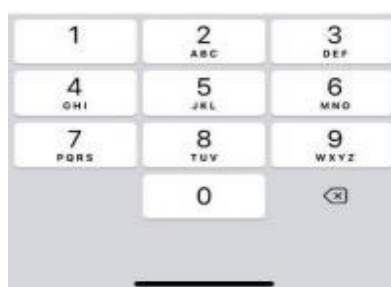 1 2 3
ABC DEF
4 5 6
GHI JKL MNO
7 8 9
PQRS TUV WXYZ
0